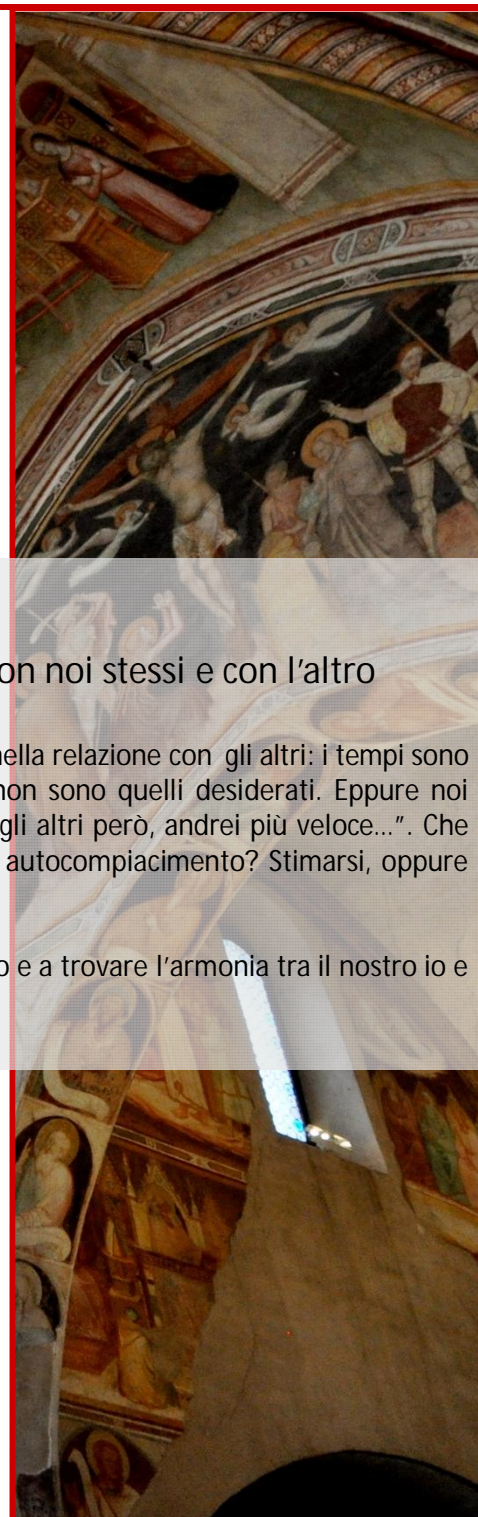 on noi stessi e con l'altro
nella relazione con gli altri: i tempi sono
non sono quelli desiderati. Eppure noi
gli altri però, andrei più veloce...". Che
autocompiacimento? Stimarsi, oppure
o e a trovare l'armonia tra il nostro io e